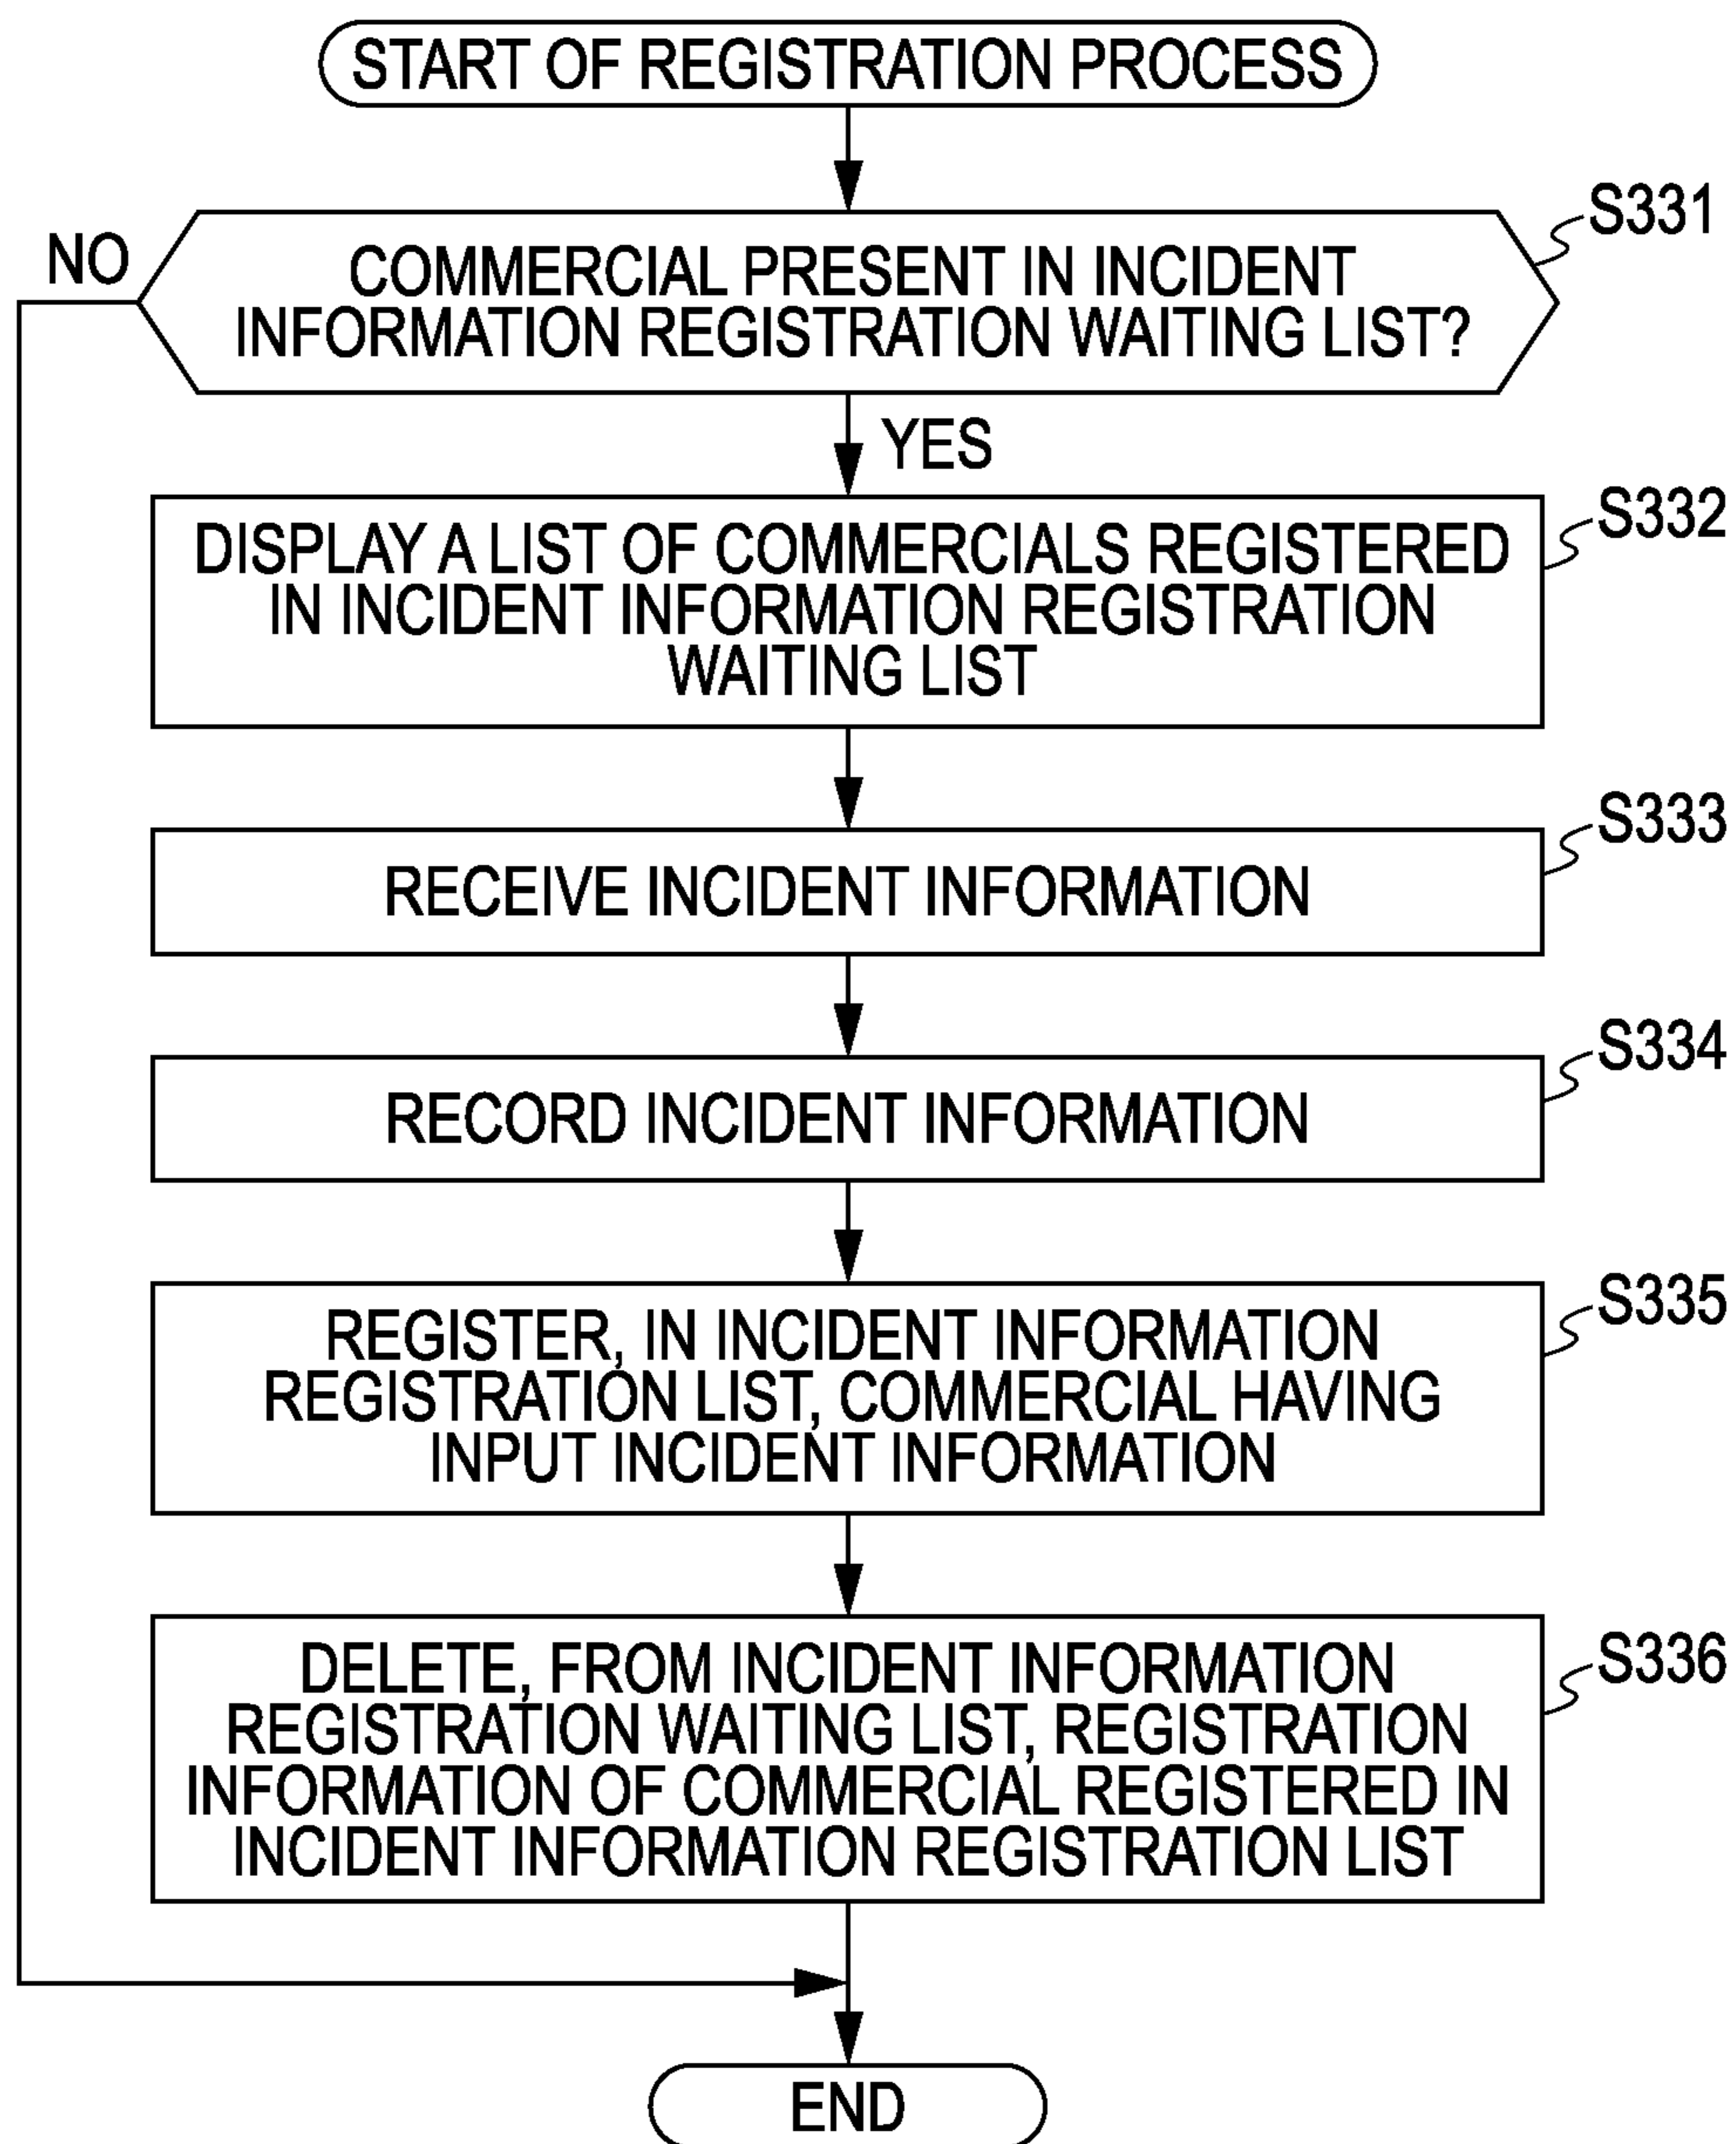 START OF REGISTRATION PROCESS
S331
NO
COMMERCIAL PRESENT IN INCIDENT
INFORMATION REGISTRATION WAITING LIST?
YES
S332
DISPLAY A LIST OF COMMERCIALS REGISTERED
IN INCIDENT INFORMATION REGISTRATION
WAITING LIST
S333
RECEIVE INCIDENT INFORMATION
S334
RECORD INCIDENT INFORMATION
S335
REGISTER, IN INCIDENT INFORMATION
REGISTRATION LIST, COMMERCIAL HAVING
INPUT INCIDENT INFORMATION
S336
DELETE, FROM INCIDENT INFORMATION
REGISTRATION WAITING LIST, REGISTRATION
INFORMATION OF COMMERCIAL REGISTERED IN
INCIDENT INFORMATION REGISTRATION LIST
END